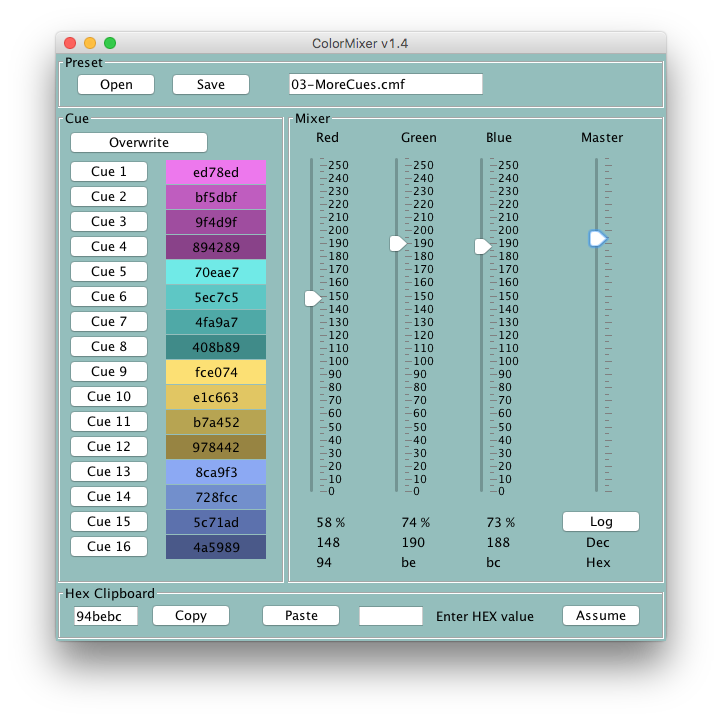 ColorMixer v1.4
Preset
Open Save 03-MoreCues.cmf
Cue
Overwrite
Cue 1 ed78ed
Cue 2 bf5dbf
Cue 3 9f4d9f
Cue 4 894289
Cue 5 70eae7
Cue 6 5ec7c5
Cue 7 4fa9a7
Cue 8 408b89
Cue 9 fce074
Cue 10 e1c663
Cue 11 b7a452
Cue 12 978442
Cue 13 8ca9f3
Cue 14 728fcc
Cue 15 5c71ad
Cue 16 4a5989
Mixer
Red Green Blue Master
250 250 250
240 240 240
230 230 230
220 220 220
210 210 210
200 200 200
190 190 190
180 180 180
170 170 170
160 160 160
150 150 150
140 140 140
130 130 130
120 120 120
110 110 110
100 100 100
90 90 90
80 80 80
70 70 70
60 60 60
50 50 50
40 40 40
30 30 30
20 20 20
10 10 10
0 0 0
58 % 74 % 73 % Log
148 190 188 Dec
94 be bc Hex
Hex Clipboard
94bebc Copy Paste Enter HEX value Assume